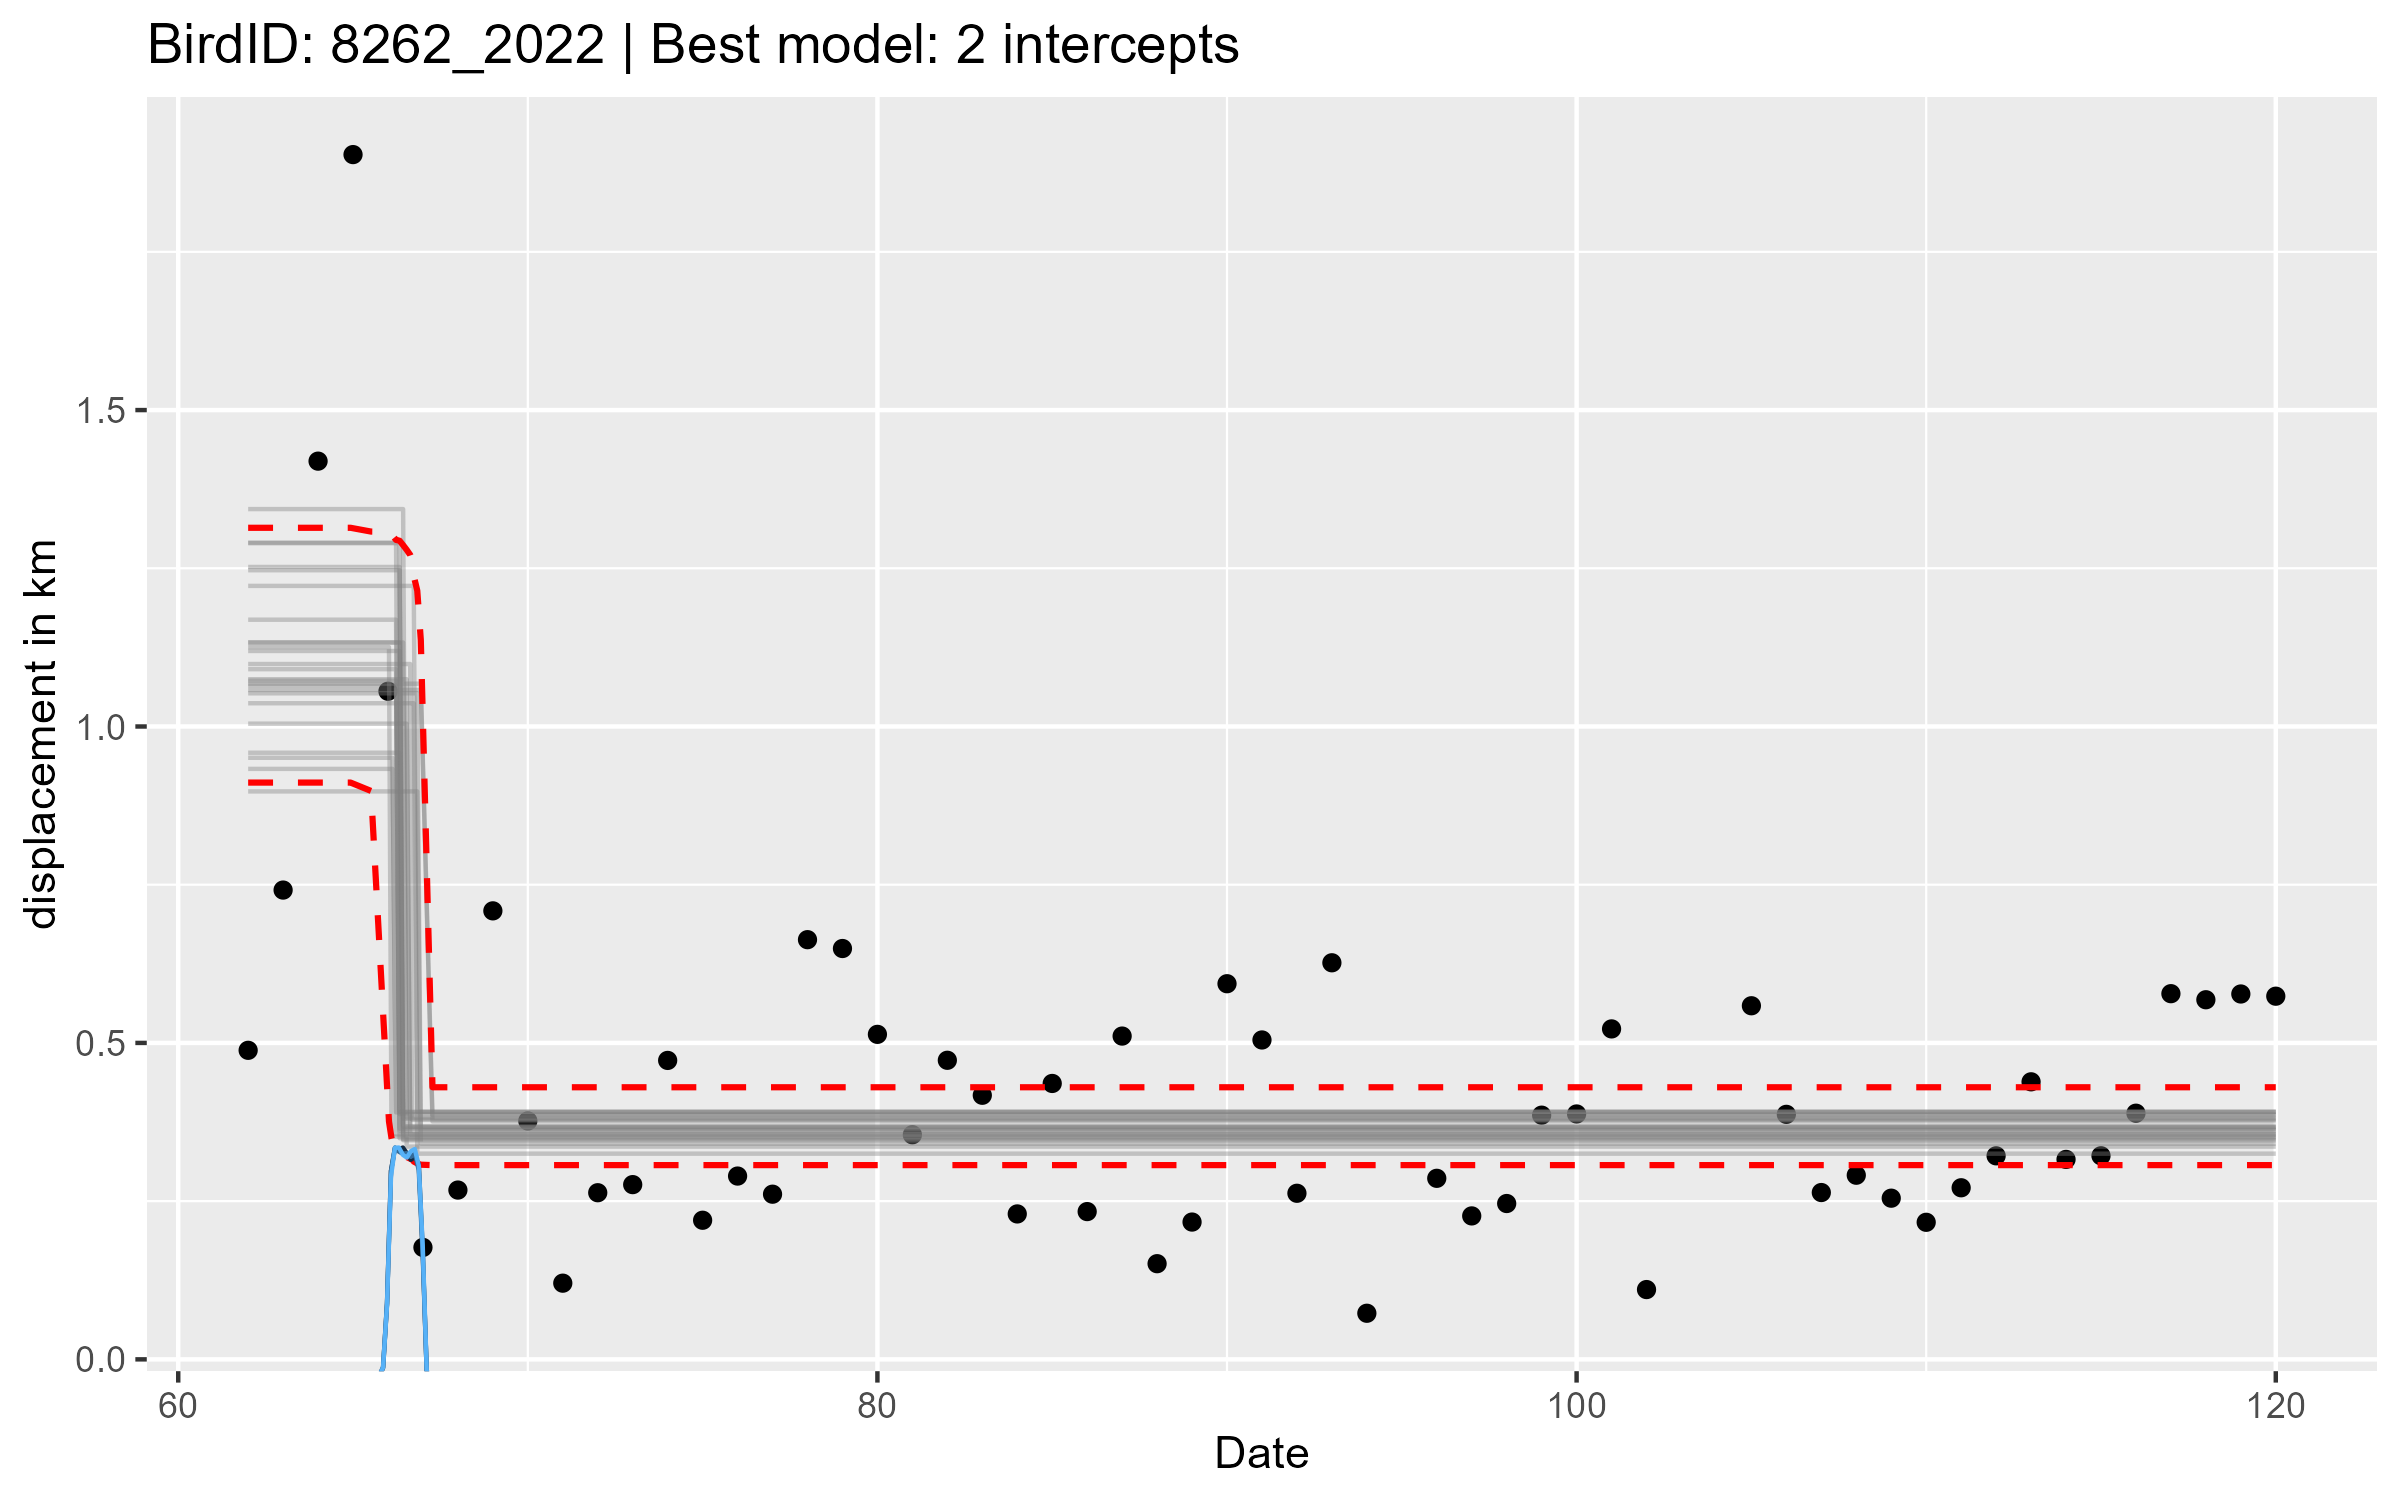 BirdID: 8262_2022 | Best model: 2 intercepts
displacement in km
1.5
1.0
0.5
0.0
60 80 100 120
Date